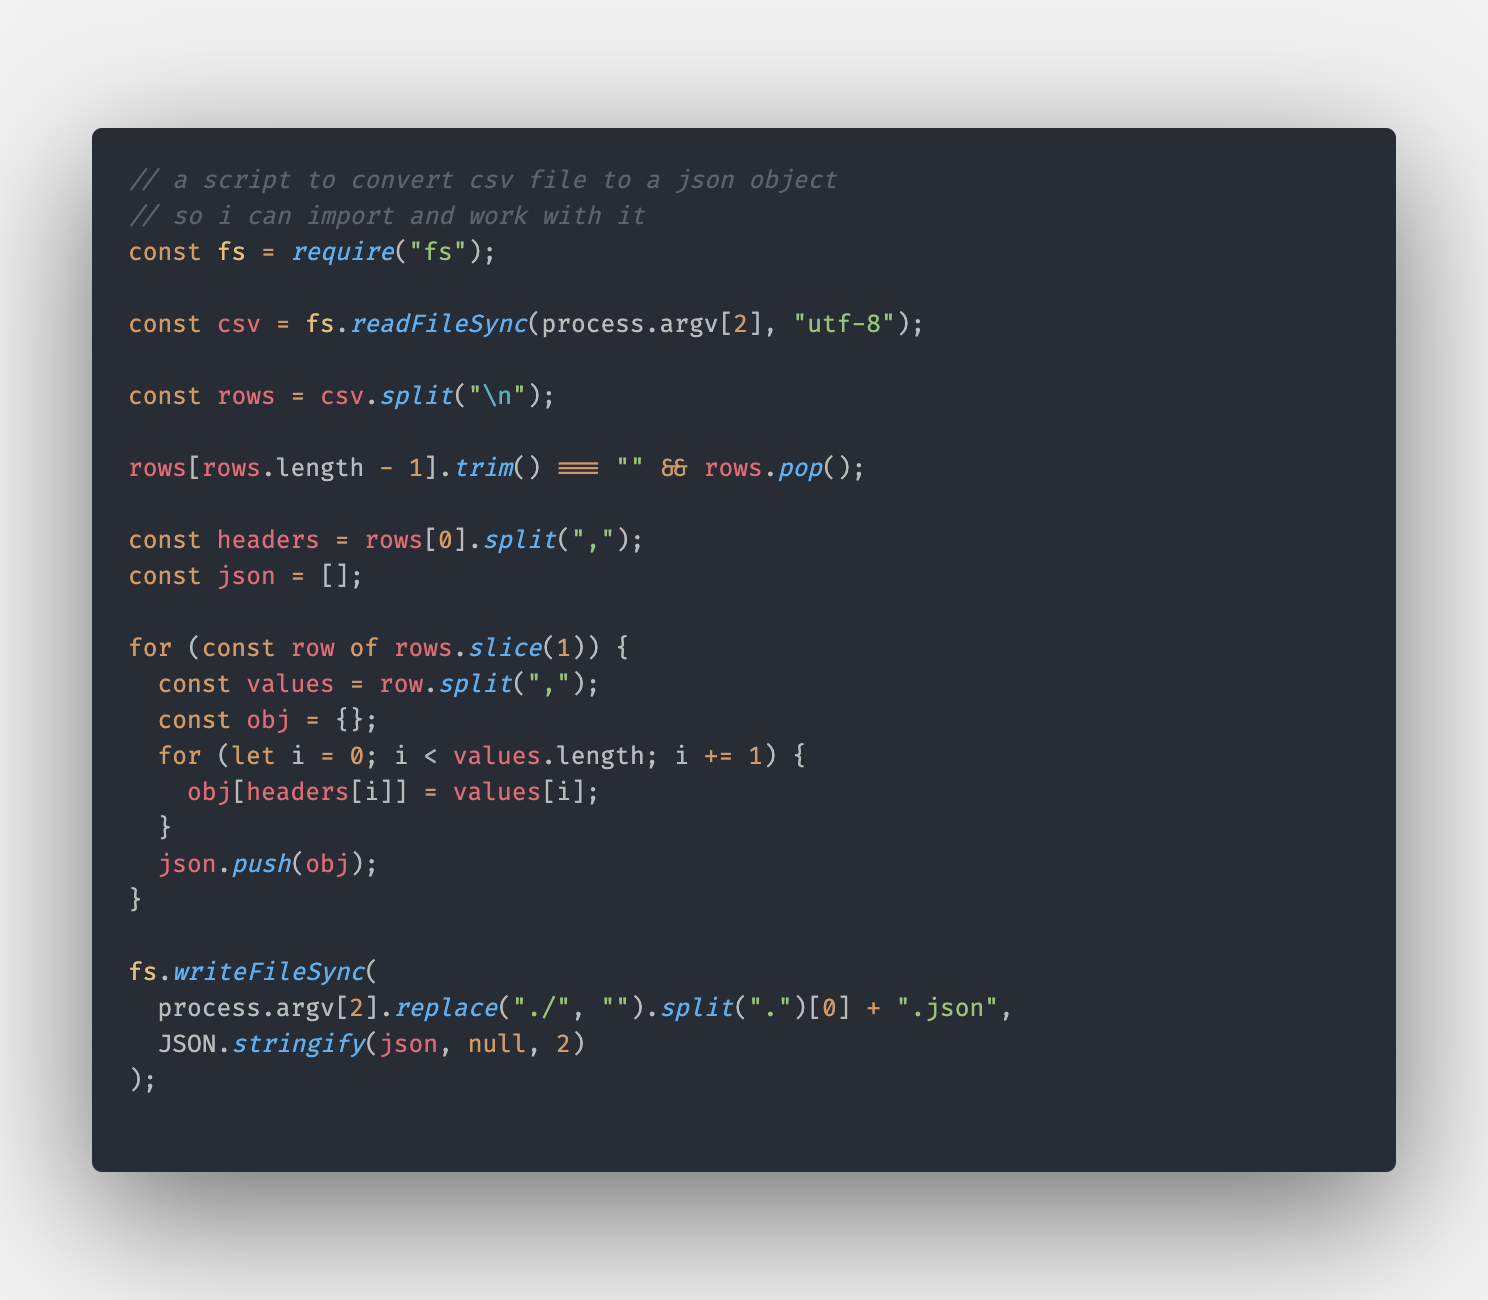 // a script to convert csv file to a json object
// so i can import and work with it
const fs = require("fs");

const csv = fs.readFileSync(process.argv[2], "utf-8");

const rows = csv.split("\n");

rows[rows.length - 1].trim() === "" && rows.pop();

const headers = rows[0].split(",");
const json = [];

for (const row of rows.slice(1)) {
  const values = row.split(",");
  const obj = {};
  for (let i = 0; i < values.length; i += 1) {
    obj[headers[i]] = values[i];
  }
  json.push(obj);
}

fs.writeFileSync(
  process.argv[2].replace("./", "").split(".")[0] + ".json",
  JSON.stringify(json, null, 2)
);